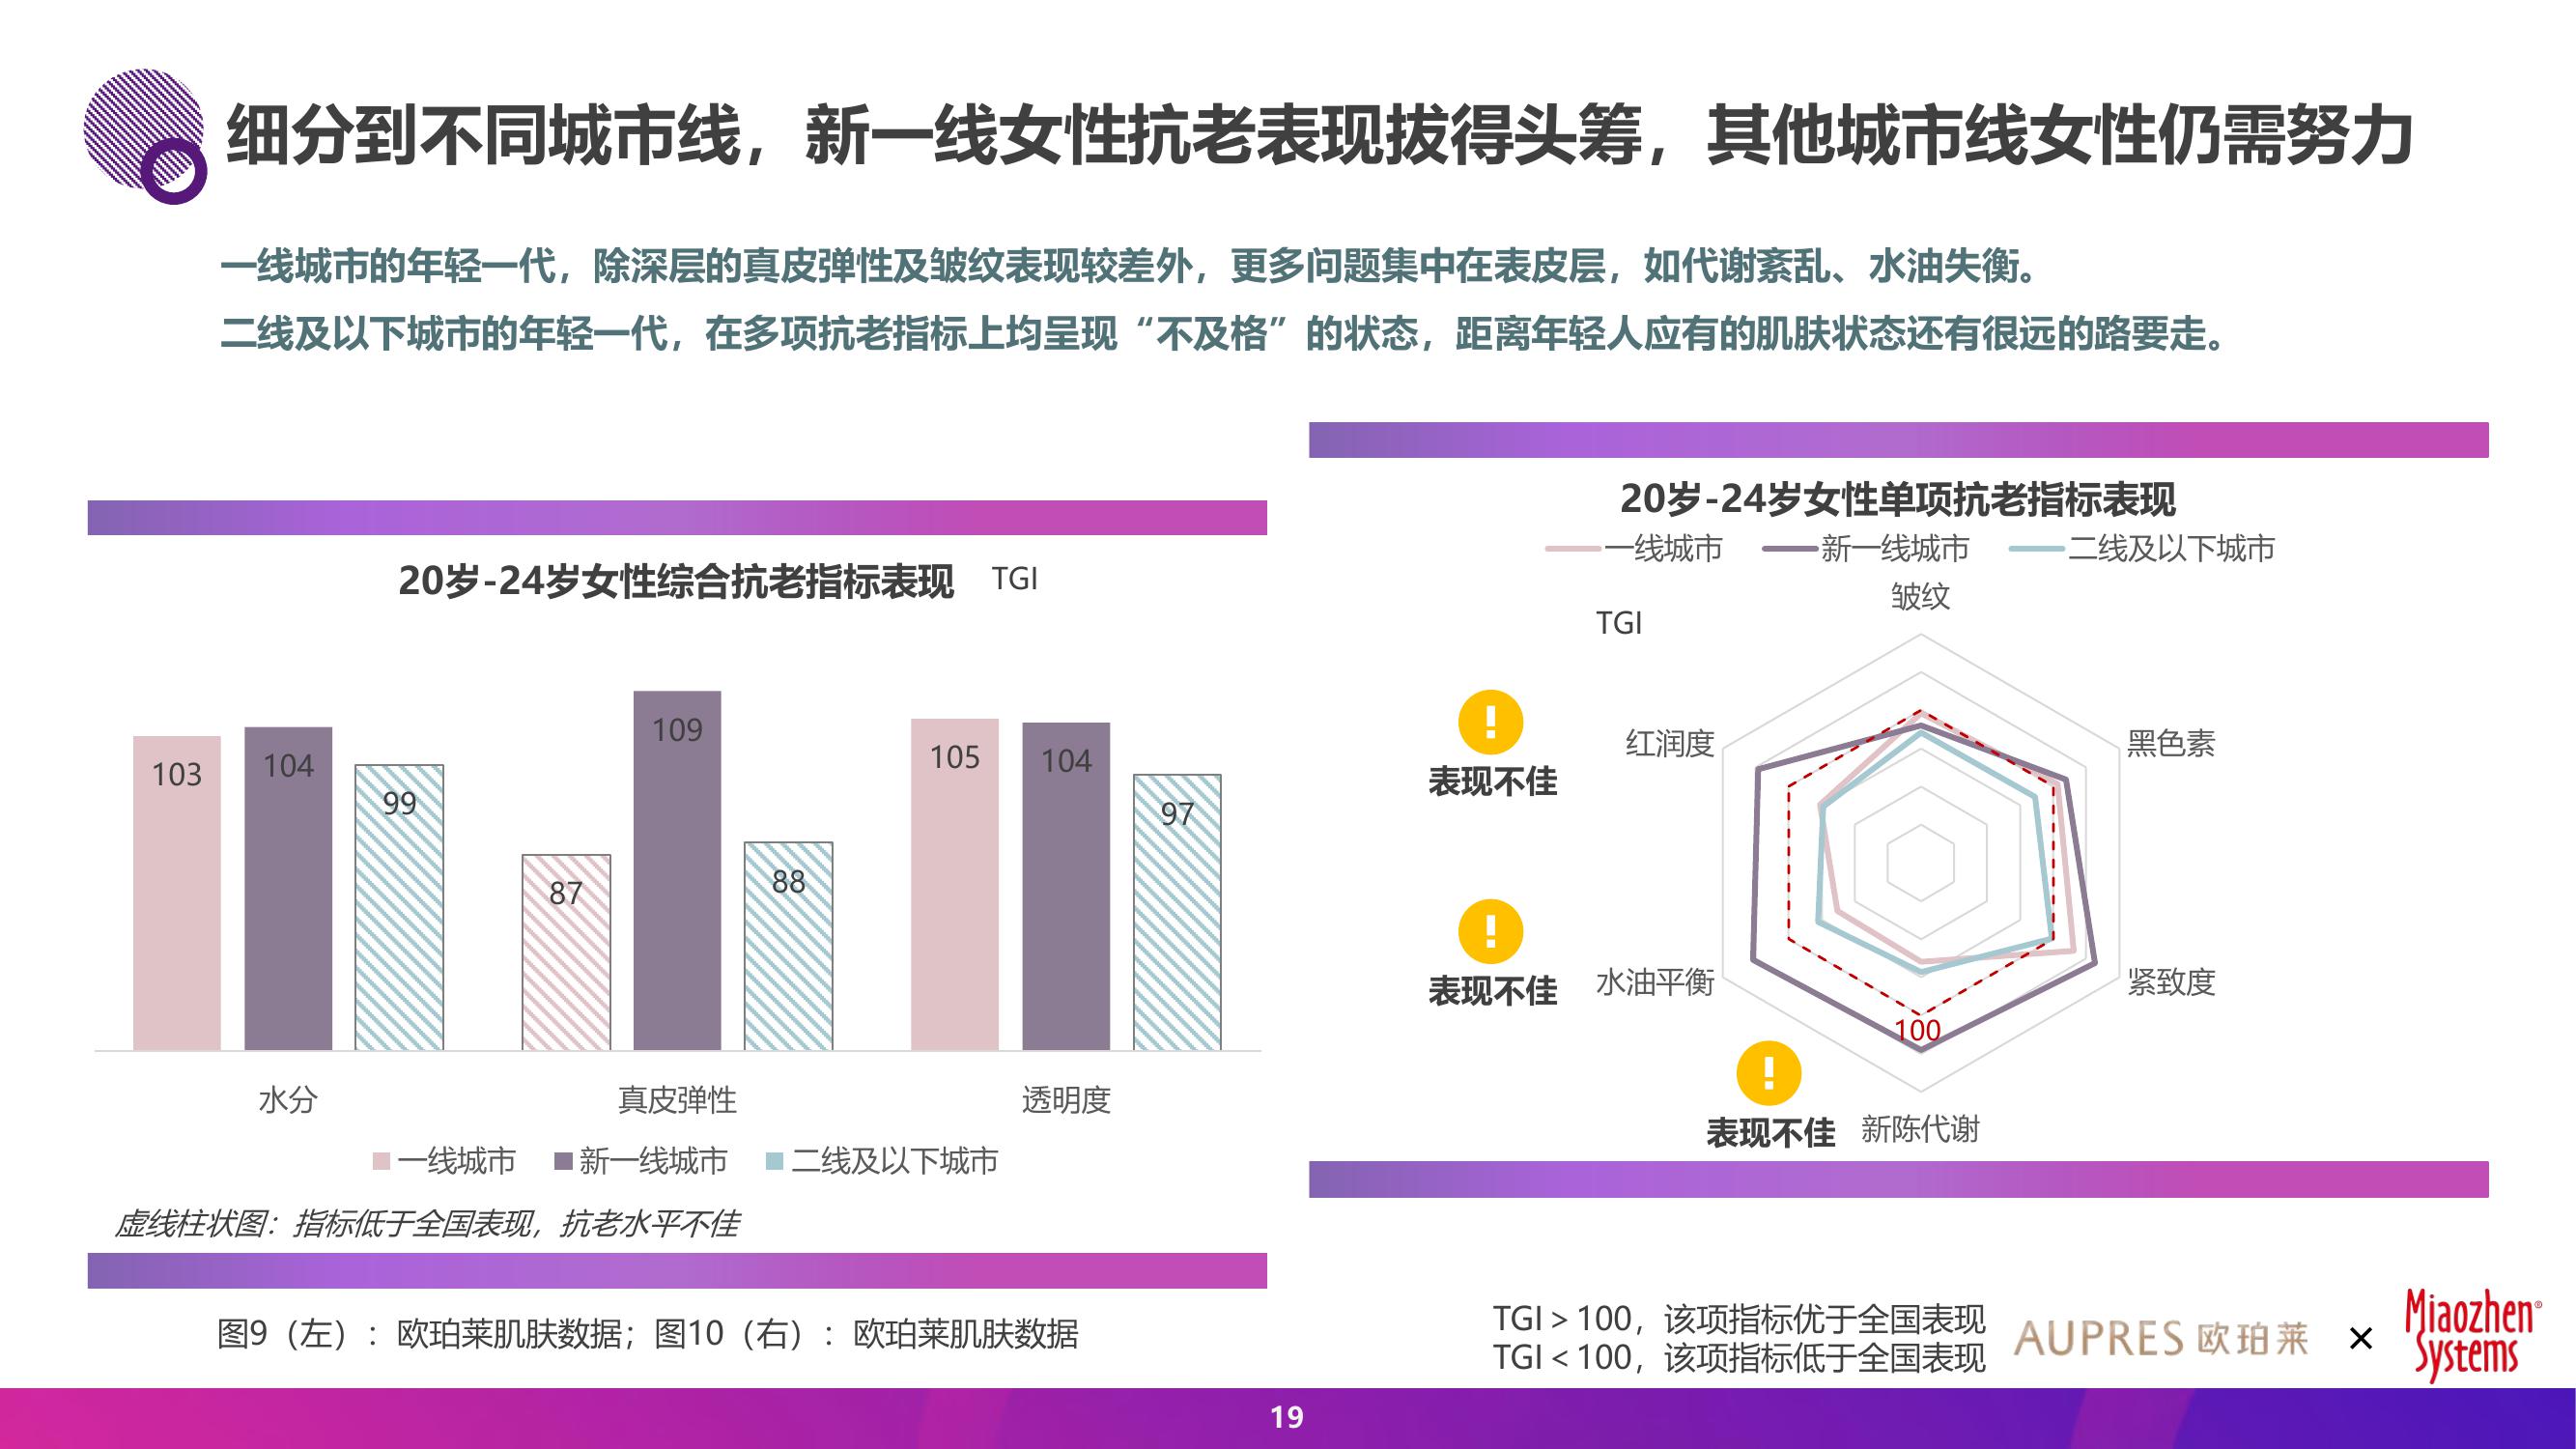 细分到不同城市线，新一线女性抗老表现拔得头筹，其他城市线女性仍需努力
一线城市的年轻一代，除深层的真皮弹性及皱纹表现较差外，更多问题集中在表皮层，如代谢紊乱、水油失衡。
二线及以下城市的年轻一代，在多项抗老指标上均呈现“不及格”的状态，距离年轻人应有的肌肤状态还有很远的路要走。
20岁-24岁女性综合抗老指标表现 TGI
103 104 99
87 109 88
105 104 97
水分 真皮弹性 透明度
一线城市 新一线城市 二线及以下城市
虚线柱状图：指标低于全国表现，抗老水平不佳
20岁-24岁女性单项抗老指标表现
一线城市 新一线城市 二线及以下城市
TGI
皱纹
黑色素
紧致度
新陈代谢
水油平衡
红润度
100
!
表现不佳
!
表现不佳
!
表现不佳
图9（左）：欧珀莱肌肤数据；图10（右）：欧珀莱肌肤数据
TGI＞100，该项指标优于全国表现
TGI＜100，该项指标低于全国表现
AUPRES 欧珀莱 × Miaozhen Systems®
19